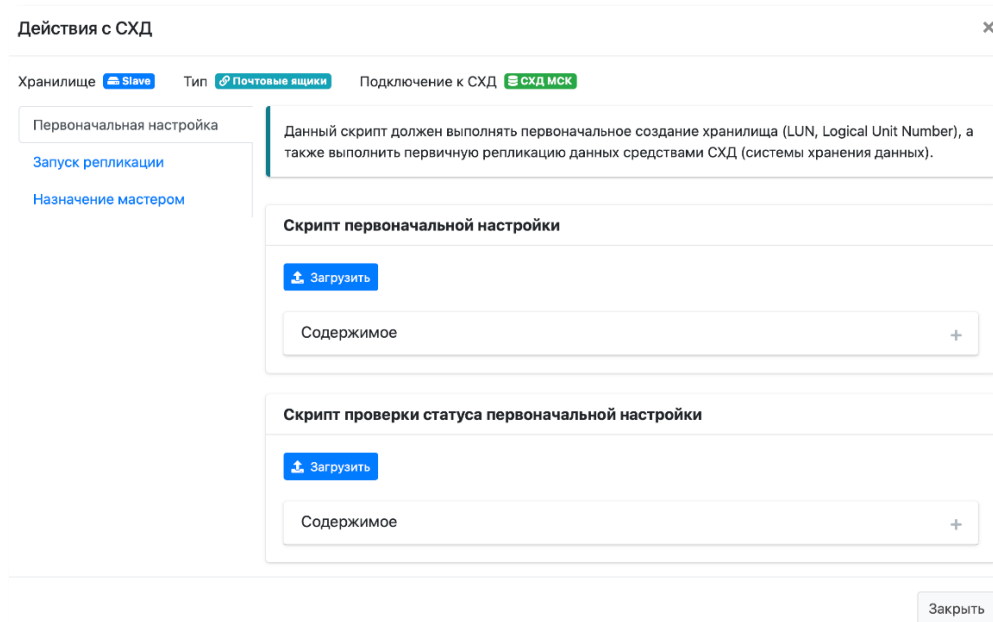 Действия с СХД
Хранилище Slave Тип Почтовые ящики Подключение к СХД СХД МСК
Первоначальная настройка
Запуск репликации
Назначение мастером
Данный скрипт должен выполнять первоначальное создание хранилища (LUN, Logical Unit Number), а
также выполнить первичную репликацию данных средствами СХД (системы хранения данных).
Скрипт первоначальной настройки
Загрузить
Содержимое
Скрипт проверки статуса первоначальной настройки
Загрузить
Содержимое
Закрыть